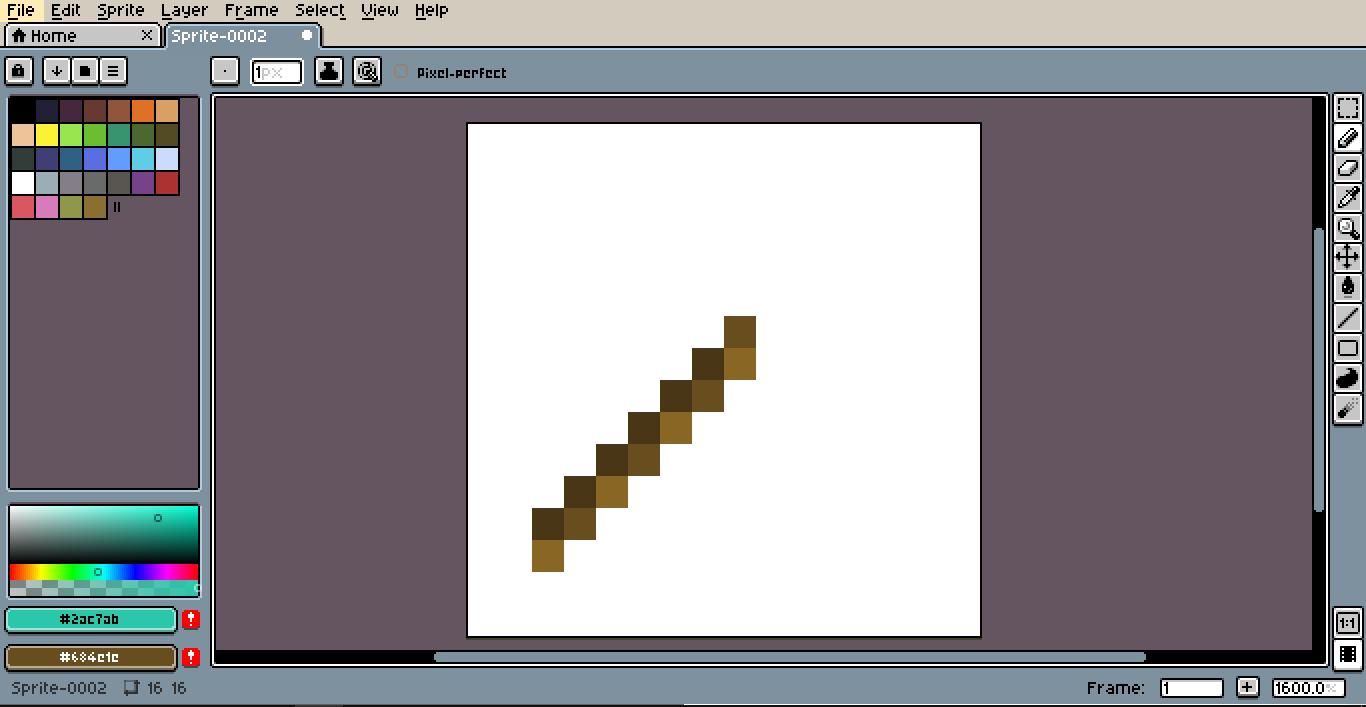 File Edit Sprite Layer Frame Select View Help
Home Sprite-0002
1px Pixel-perfect
#2ac7ab
#684e1e
1:1
Sprite-0002 16 16 Frame: 1 1600.0%